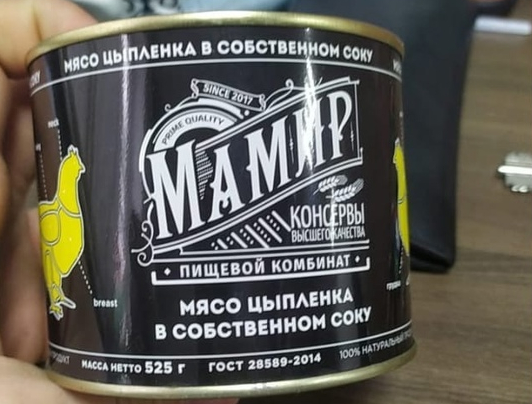 МЯСО ЦЫПЛЕНКА В СОБСТВЕННОМ СОКУ
SINCE 2017
PRIME QUALITY
МАМИР
КОНСЕРВЫ
ВЫСШЕГО КАЧЕСТВА
ПИЩЕВОЙ КОМБИНАТ
neck
breast
грудка
МЯСО ЦЫПЛЕНКА
В СОБСТВЕННОМ СОКУ
МАССА НЕТТО 525 г ГОСТ 28589-2014 100% НАТУРАЛЬНЫЙ